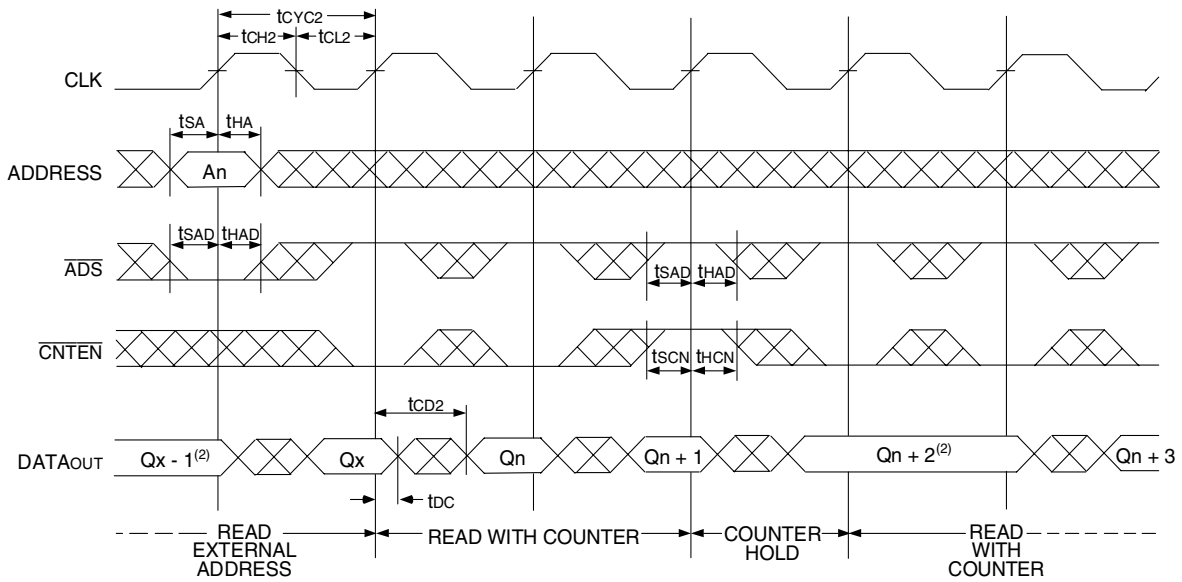 tCYC2
tCH2 tCL2
CLK
tSA tHA
ADDRESS An
tSAD tHAD
ADS
tSAD tHAD
CNTEN
tSCN tHCN
tCD2
DATAOUT Qx - 1(2) Qx Qn Qn + 1 Qn + 2(2) Qn + 3
tDC
READ EXTERNAL ADDRESS
READ WITH COUNTER
COUNTER HOLD
READ WITH COUNTER